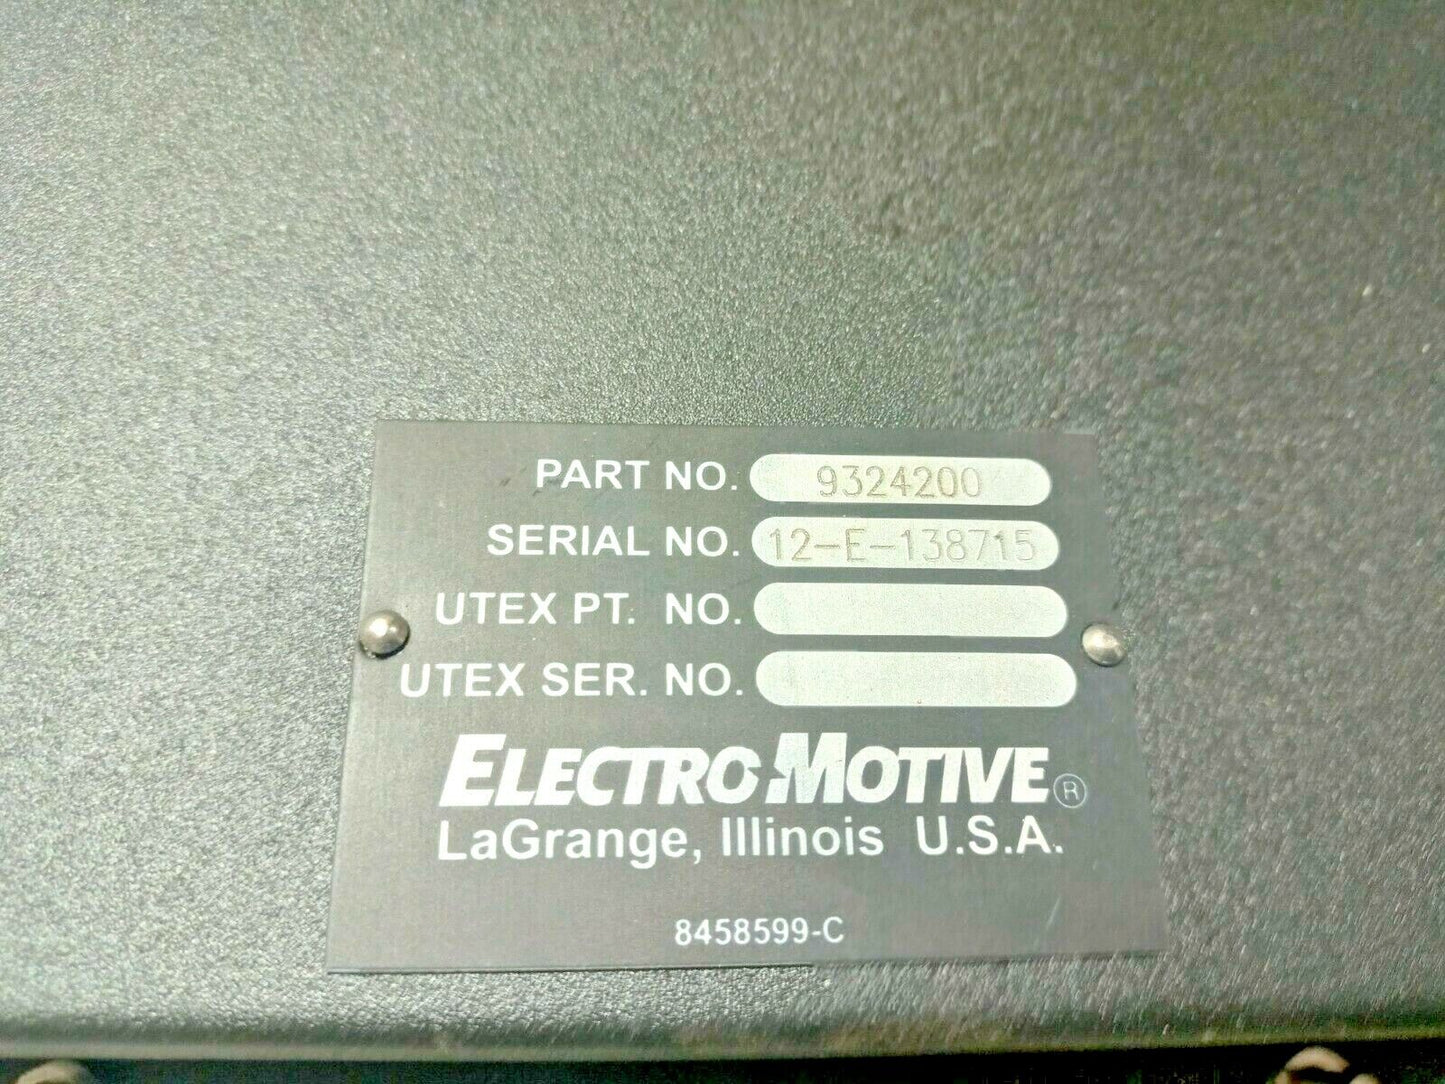 PART NO. 9324200
SERIAL NO. 12-E-138715
UTEX PT. NO.
UTEX SER. NO.
ELECTRO-MOTIVE®
LaGrange, Illinois U.S.A.
8458599-C